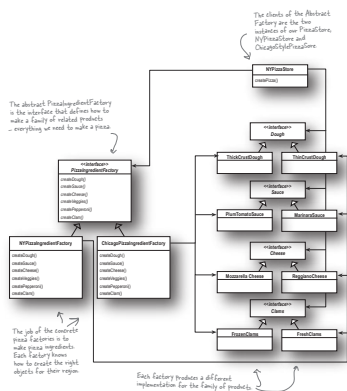 The clients of the Abstract
Factory are the two
instances of our PizzaStore,
NYPizzaStore and
ChicagoStylePizzaSore.
NYPizzaStore
createPizza()
The abstract PizzaIngredientFactory
is the interface that defines how to
make a family of related products
- everything we need to make a pizza.
<<interface>>
Dough
ThickCrustDough
ThinCrustDough
<<interface>>
PizzaIngredientFactory
createDough()
createSauce()
createCheese()
createVeggies()
createPepperoni()
createClam()
<<interface>>
Sauce
PlumTomatoSauce
MarinaraSauce
NYPizzaIngredientFactory
createDough()
createSauce()
createCheese()
createVeggies()
createPepperoni()
createClam()
ChicagoPizzaIngredientFactory
createDough()
createSauce()
createCheese()
createVeggies()
createPepperoni()
createClam()
<<interface>>
Cheese
Mozzarella Cheese
ReggianoCheese
<<interface>>
Clams
FrozenClams
FreshClams
The job of the concrete
pizza factories is to
make pizza ingredients.
Each factory knows
how to create the right
objects for their region.
Each factory produces a different
implementation for the family of products.